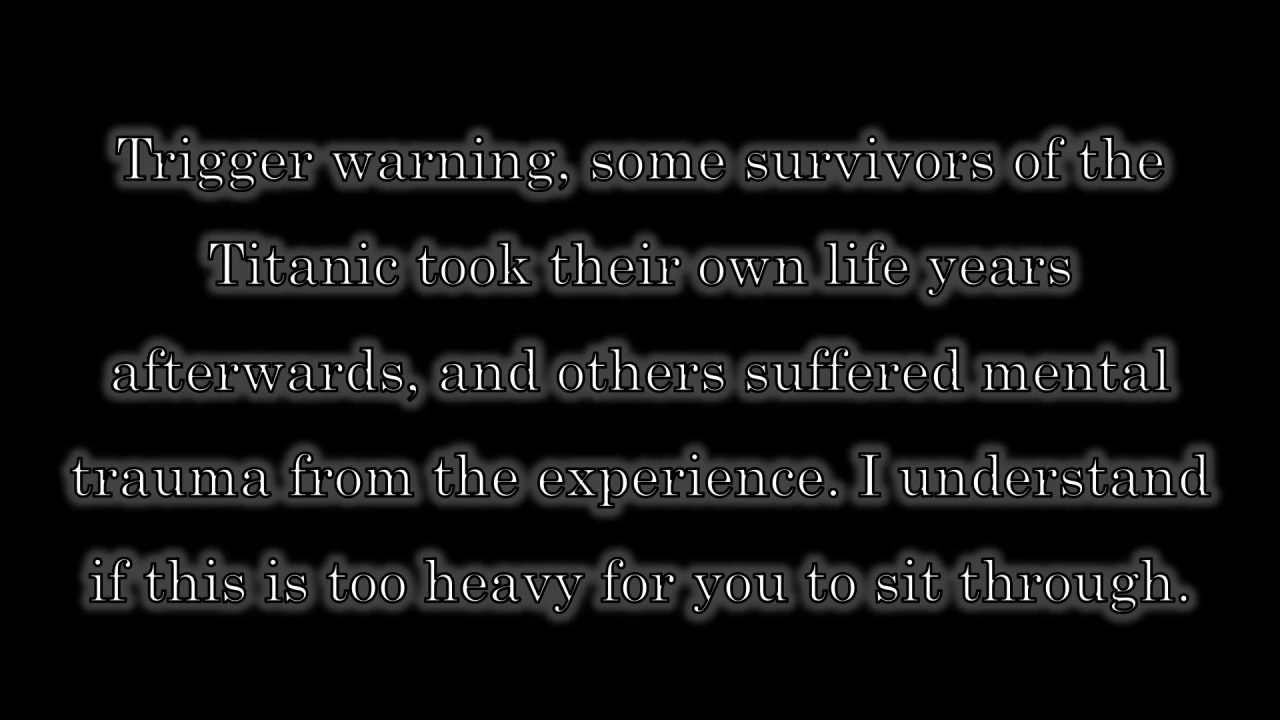 Trigger warning, some survivors of the
Titanic took their own life years
afterwards, and others suffered mental
trauma from the experience. I understand
if this is too heavy for you to sit through.